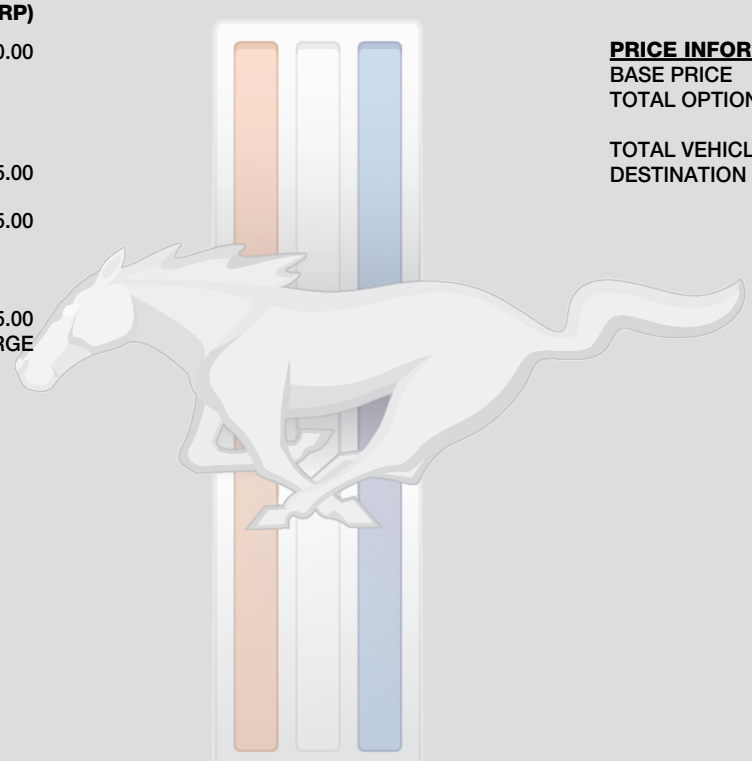 RP)
0.00
5.00
5.00
5.00
RGE
PRICE INFOR
BASE PRICE
TOTAL OPTION
TOTAL VEHICL
DESTINATION